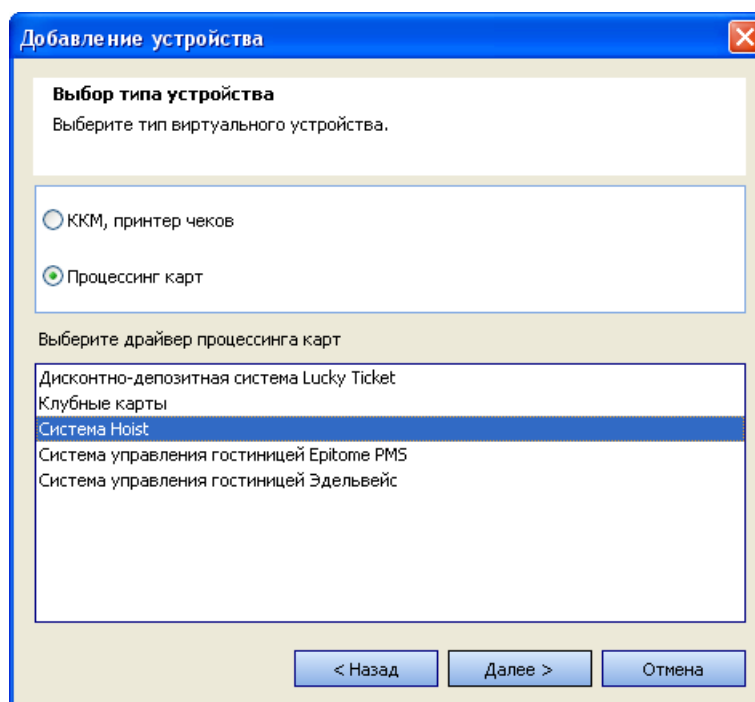 Добавление устройства
Выбор типа устройства
Выберите тип виртуального устройства.
ККМ, принтер чеков
Процессинг карт
Выберите драйвер процессинга карт
Дисконтно-депозитная система Lucky Ticket
Клубные карты
Система Hoist
Система управления гостиницей Epitome PMS
Система управления гостиницей Эдельвейс
< Назад
Далее >
Отмена